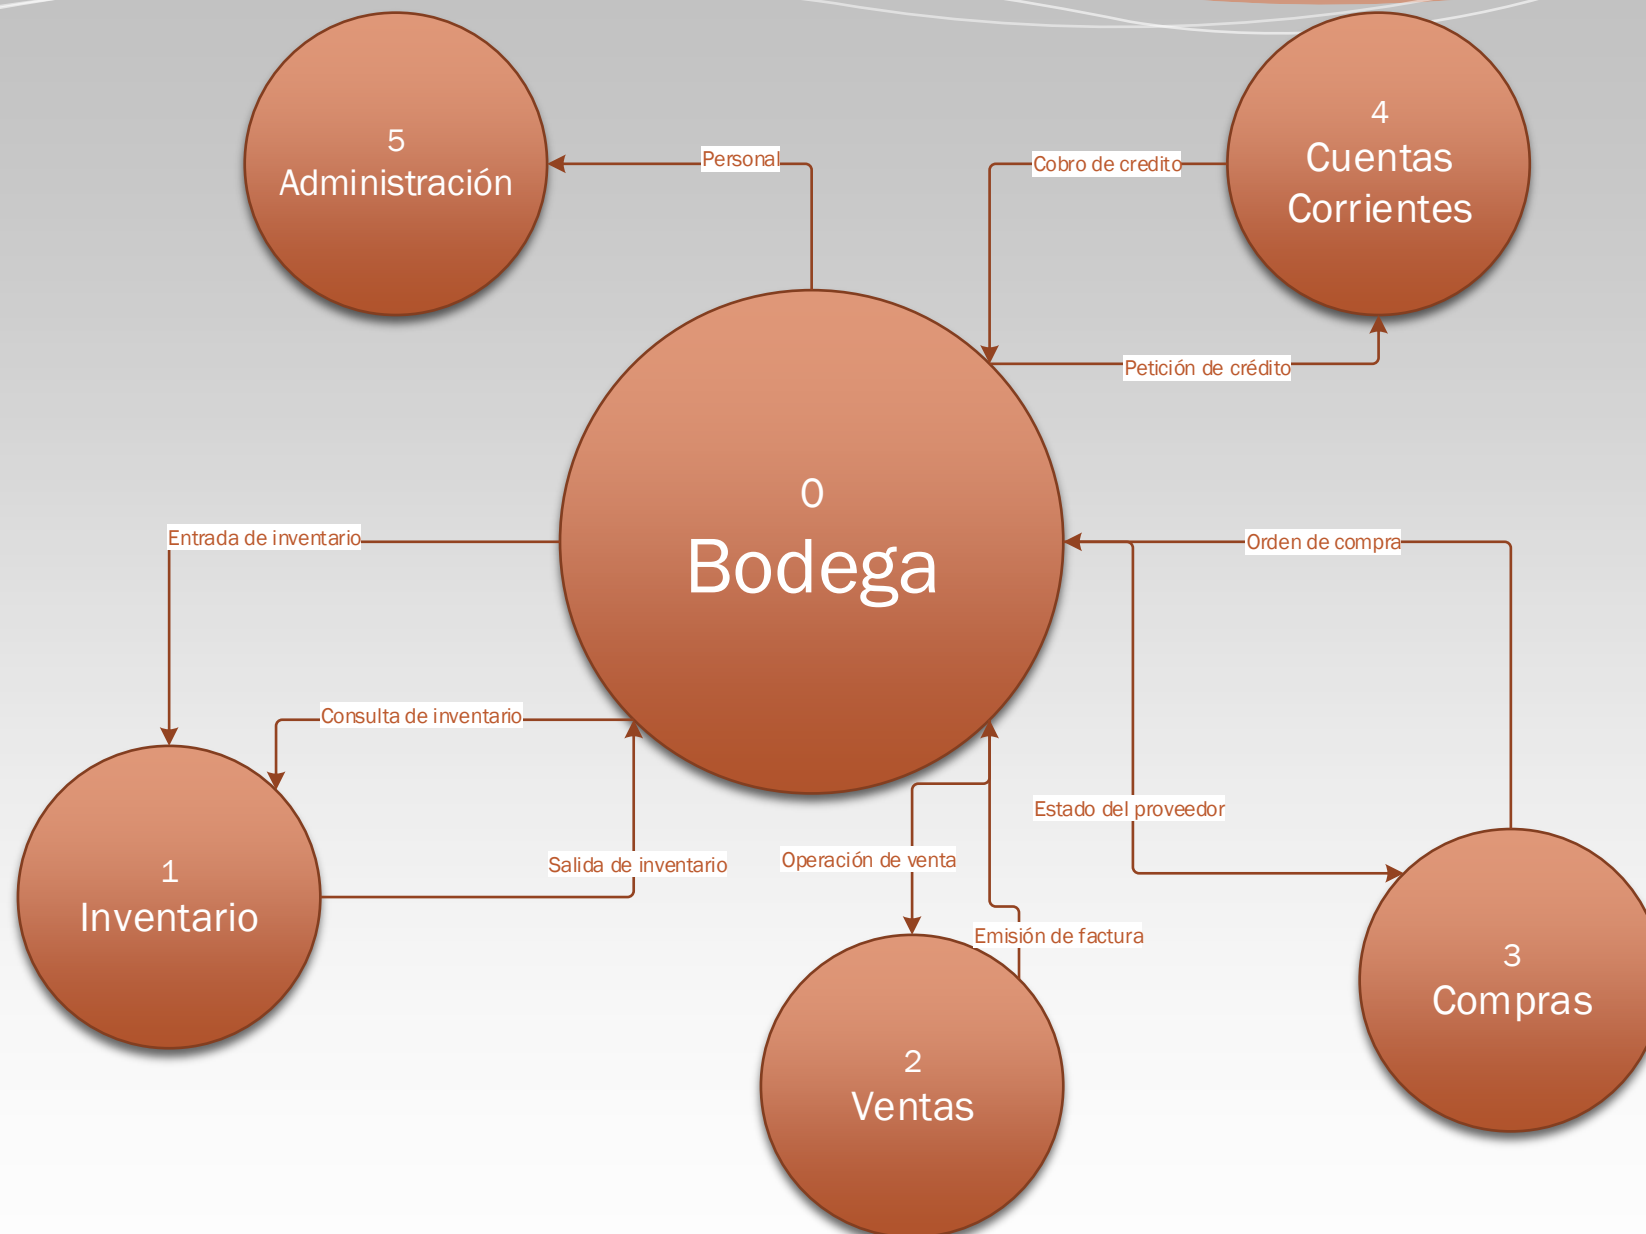 5
Administración
Personal
4
Cuentas
Corrientes
Cobro de credito
Petición de crédito
0
Bodega
Entrada de inventario
Orden de compra
Consulta de inventario
Estado del proveedor
Salida de inventario
Operación de venta
1
Inventario
Emisión de factura
3
Compras
2
Ventas